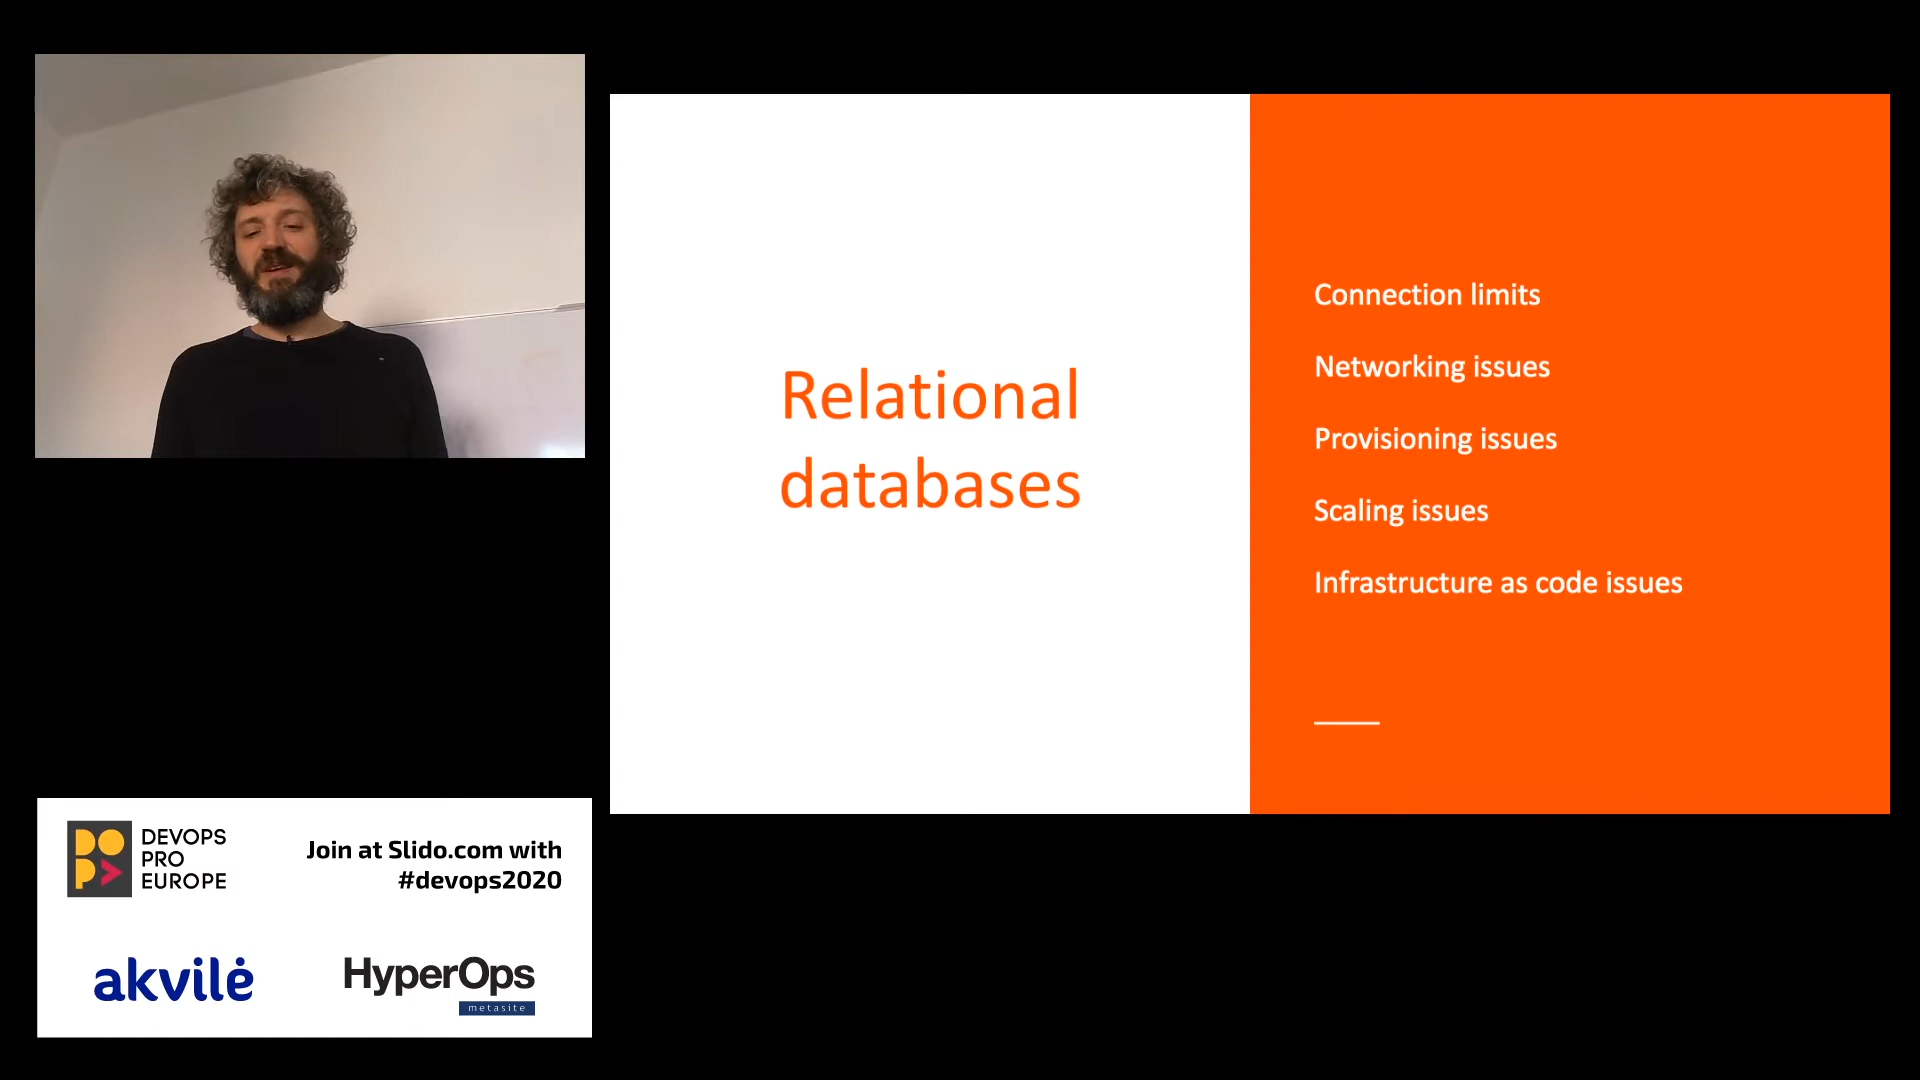 Relational
databases
Connection limits
Networking issues
Provisioning issues
Scaling issues
Infrastructure as code issues
DEVOPS
PRO
EUROPE
Join at Slido.com with
#devops2020
akvilė
HyperOps
metasite